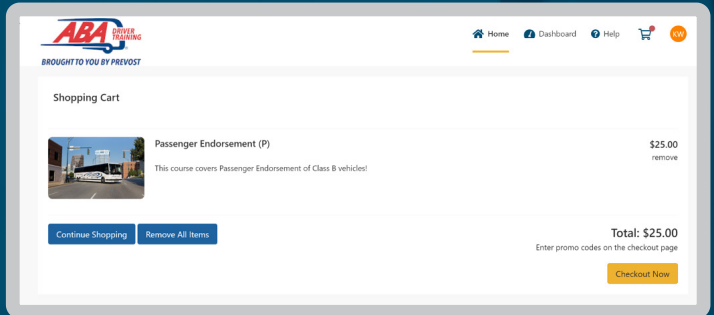 ABA DRIVER TRAINING
BROUGHT TO YOU BY PREVOST
Home
Dashboard
Help
KW
Shopping Cart
Passenger Endorsement (P)
$25.00
This course covers Passenger Endorsement of Class B vehicles!
remove
Continue Shopping
Remove All Items
Total: $25.00
Enter promo codes on the checkout page
Checkout Now